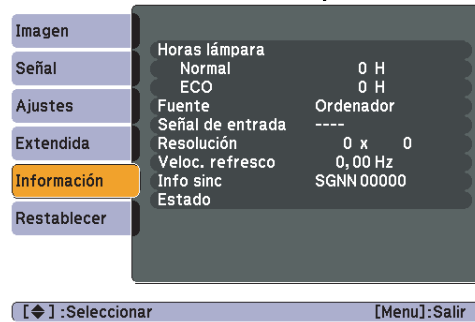 Imagen
Señal
Ajustes
Extendida
Información
Restablecer
Horas lámpara
Normal 0 H
ECO 0 H
Fuente Ordenador
Señal de entrada ----
Resolución 0 x 0
Veloc. refresco 0,00 Hz
Info sinc SGNN 00000
Estado
[◆] :Seleccionar [Menu]:Salir